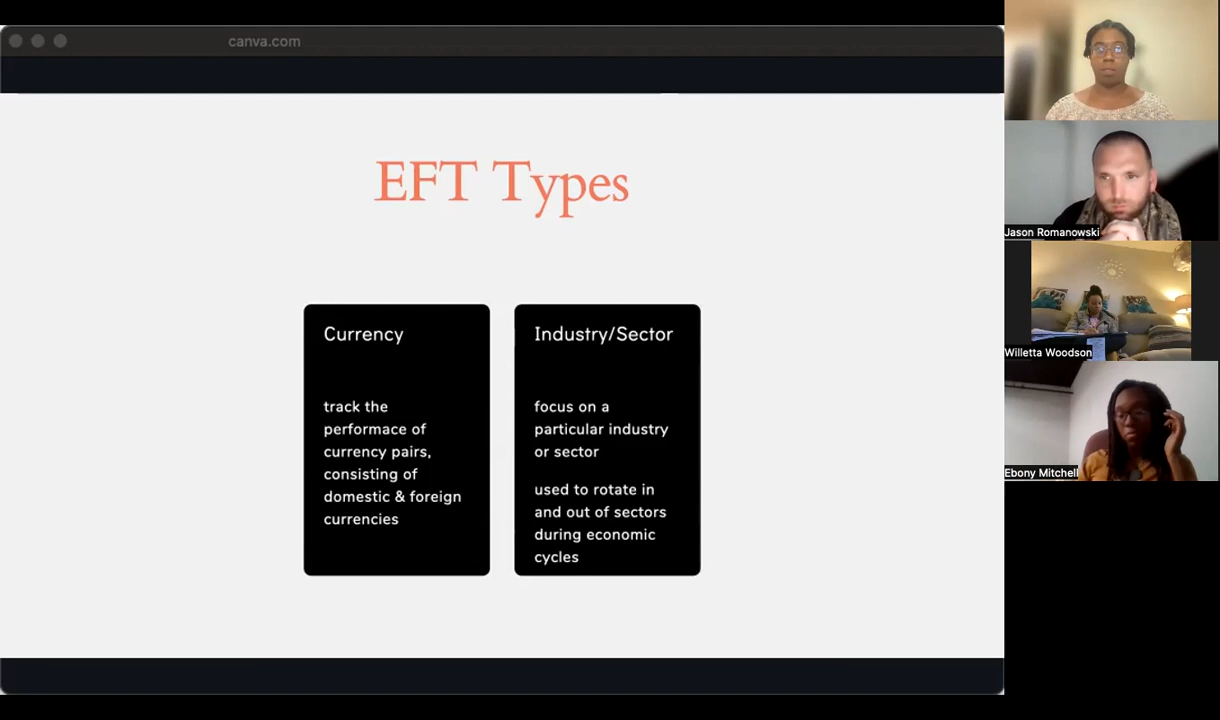 canva.com
EFT Types
Currency
track the
performace of
currency pairs,
consisting of
domestic & foreign
currencies
Industry/Sector
focus on a
particular industry
or sector
used to rotate in
and out of sectors
during economic
cycles
Jason Romanowski
Willetta Woodson
Ebony Mitchell